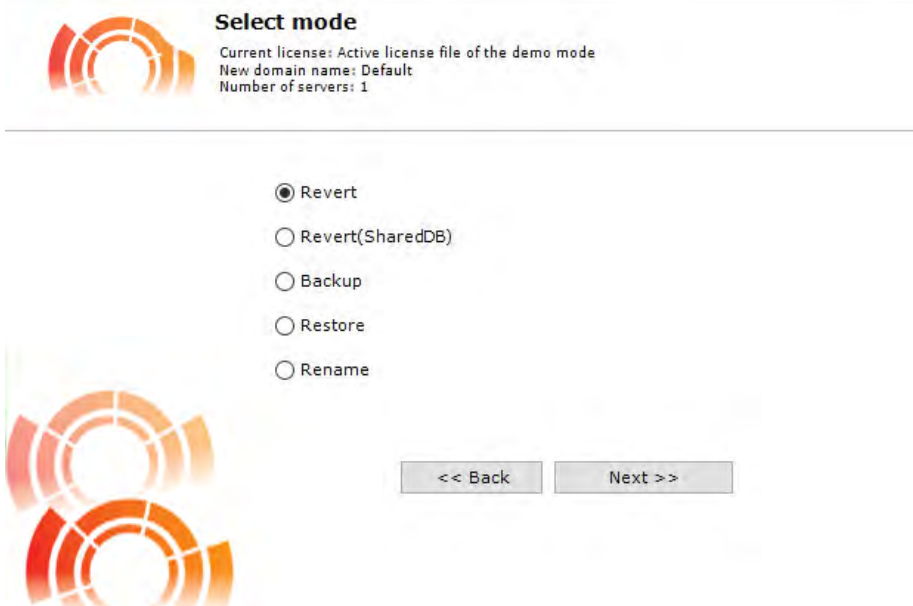 Select mode
Current license: Active license file of the demo mode
New domain name: Default
Number of servers: 1
Revert
Revert(SharedDB)
Backup
Restore
Rename
<< Back
Next >>